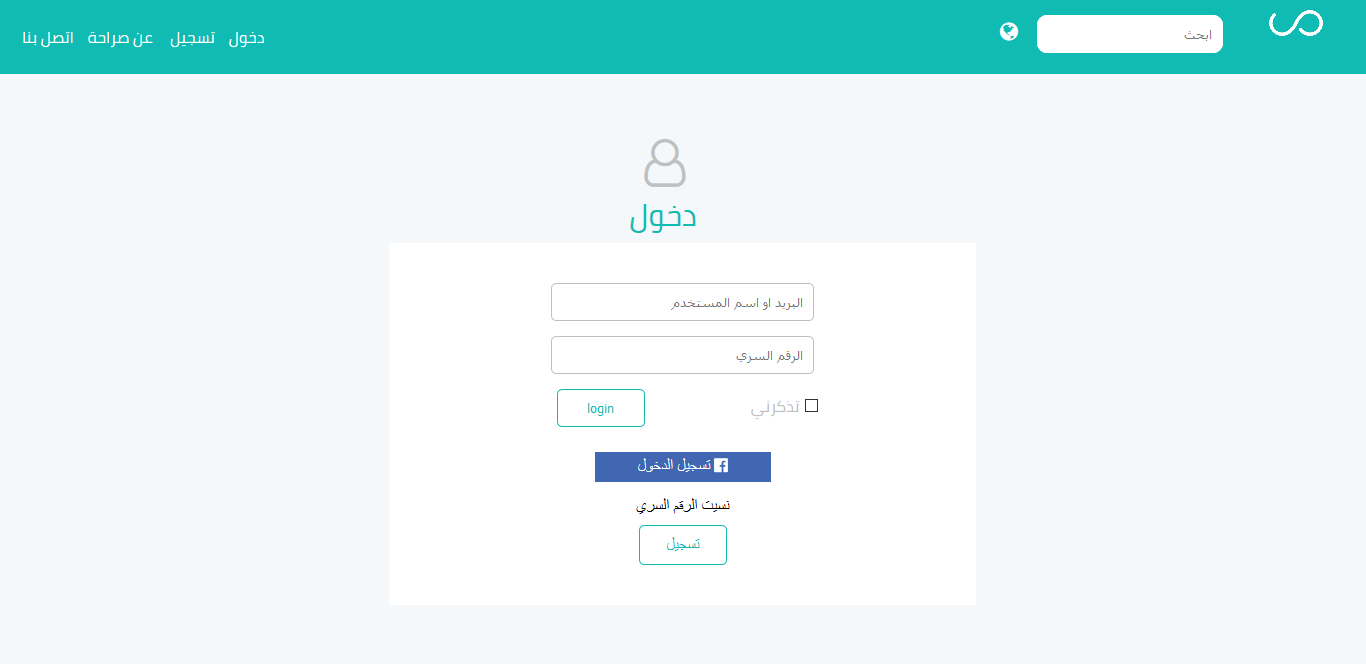 ابحث
دخول
تسجيل
عن صراحة
اتصل بنا
دخول
البريد او اسم المستخدم
الرقم السري
تذكرني
login
تسجيل الدخول
نسيت الرقم السري
تسجيل